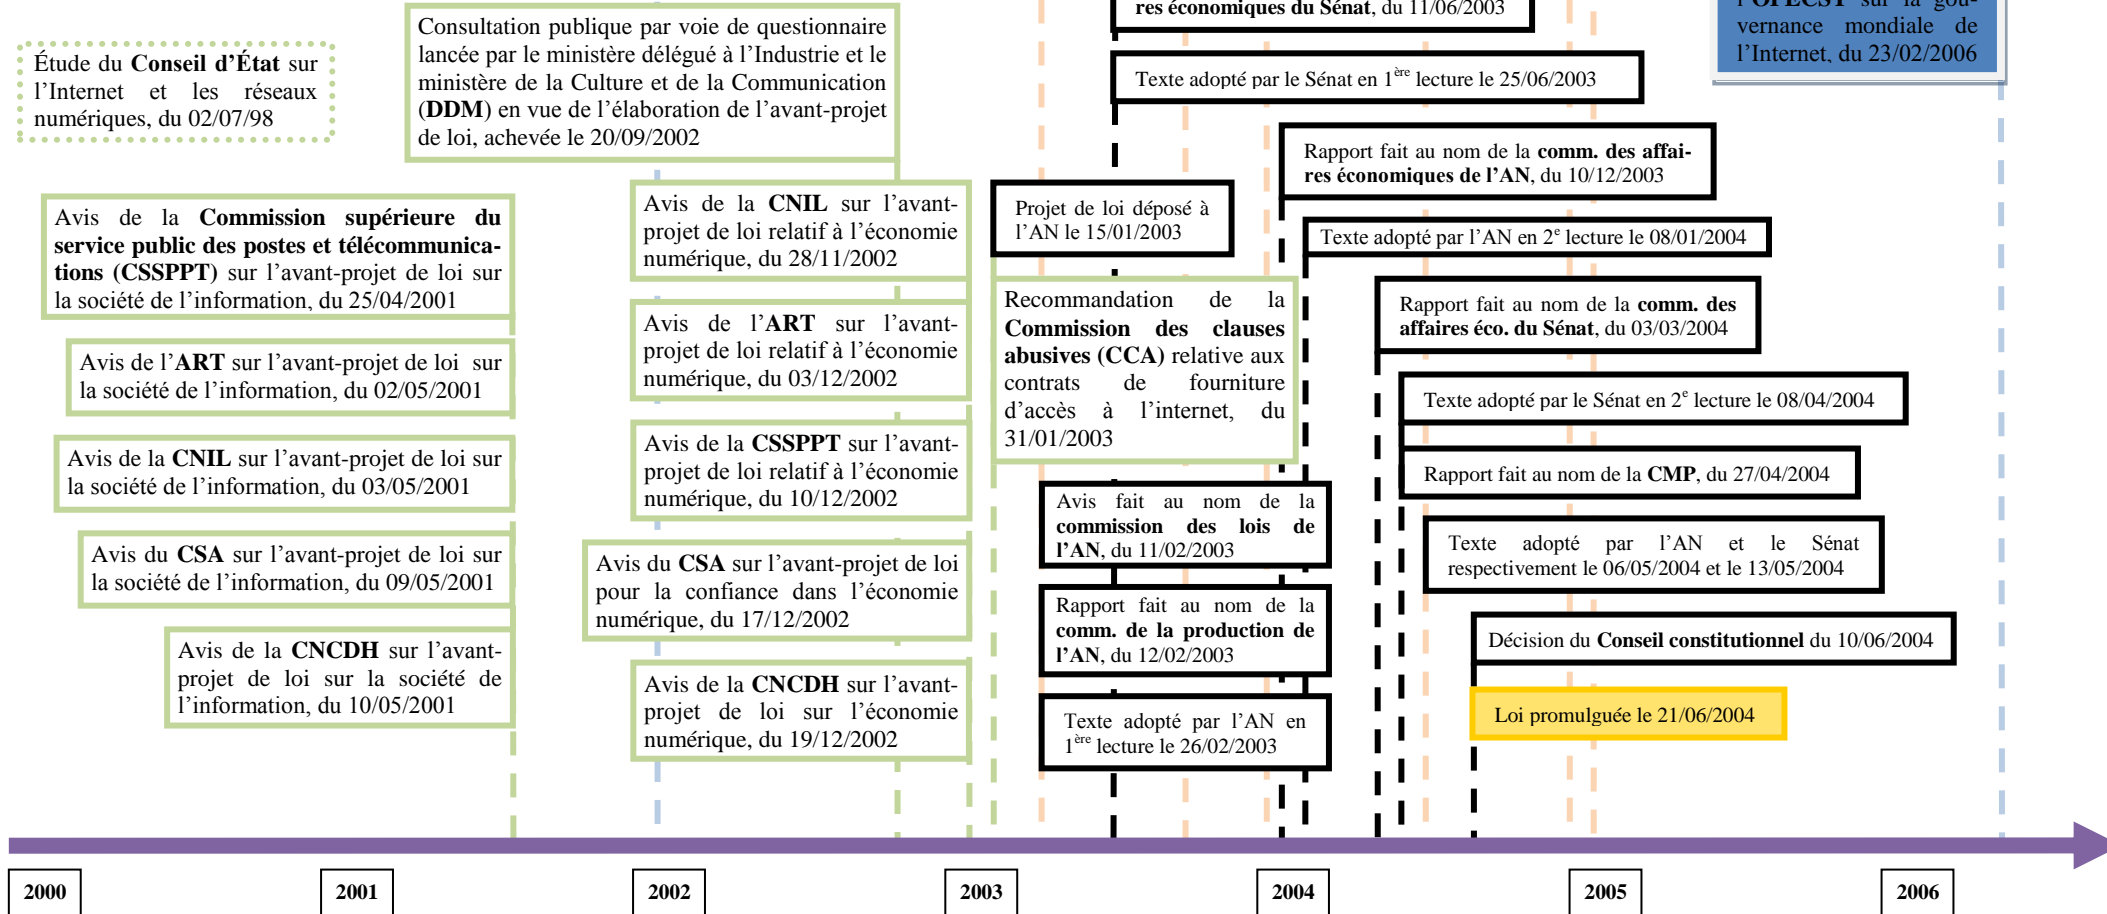 Étude du Conseil d'État sur
l'Internet et les réseaux
numériques, du 02/07/98
Avis de la Commission supérieure du
service public des postes et télécommunica-
tions (CSSPPT) sur l'avant-projet de loi sur
la société de l'information, du 25/04/2001
Avis de l'ART sur l'avant-projet de loi sur
la société de l'information, du 02/05/2001
Avis de la CNIL sur l'avant-projet de loi sur
la société de l'information, du 03/05/2001
Avis du CSA sur l'avant-projet de loi sur
la société de l'information, du 09/05/2001
Avis de la CNCDH sur l'avant-
projet de loi sur la société de
l'information, du 10/05/2001
Consultation publique par voie de questionnaire
lancée par le ministère délégué à l'Industrie et le
ministère de la Culture et de la Communication
(DDM) en vue de l'élaboration de l'avant-projet
de loi, achevée le 20/09/2002
Avis de la CNIL sur l'avant-
projet de loi relatif à l'économie
numérique, du 28/11/2002
Avis de l'ART sur l'avant-
projet de loi relatif à l'économie
numérique, du 03/12/2002
Avis de la CSSPPT sur l'avant-
projet de loi relatif à l'économie
numérique, du 10/12/2002
Avis du CSA sur l'avant-projet de loi
pour la confiance dans l'économie
numérique, du 17/12/2002
Avis de la CNCDH sur l'avant-
projet de loi sur l'économie
numérique, du 19/12/2002
res économiques du Sénat, du 11/06/2003
Texte adopté par le Sénat en 1ère lecture le 25/06/2003
Projet de loi déposé à
l'AN le 15/01/2003
Recommandation de la
Commission des clauses
abusives (CCA) relative aux
contrats de fourniture
d'accès à l'internet, du
31/01/2003
Avis fait au nom de la
commission des lois de
l'AN, du 11/02/2003
Rapport fait au nom de la
comm. de la production de
l'AN, du 12/02/2003
Texte adopté par l'AN en
1ère lecture le 26/02/2003
Rapport fait au nom de la comm. des affai-
res économiques de l'AN, du 10/12/2003
Texte adopté par l'AN en 2e lecture le 08/01/2004
Rapport fait au nom de la comm. des
affaires éco. du Sénat, du 03/03/2004
Texte adopté par le Sénat en 2e lecture le 08/04/2004
Rapport fait au nom de la CMP, du 27/04/2004
Texte adopté par l'AN et le Sénat
respectivement le 06/05/2004 et le 13/05/2004
Décision du Conseil constitutionnel du 10/06/2004
Loi promulguée le 21/06/2004
l'OPECST sur la gou-
vernance mondiale de
l'Internet, du 23/02/2006
2000
2001
2002
2003
2004
2005
2006